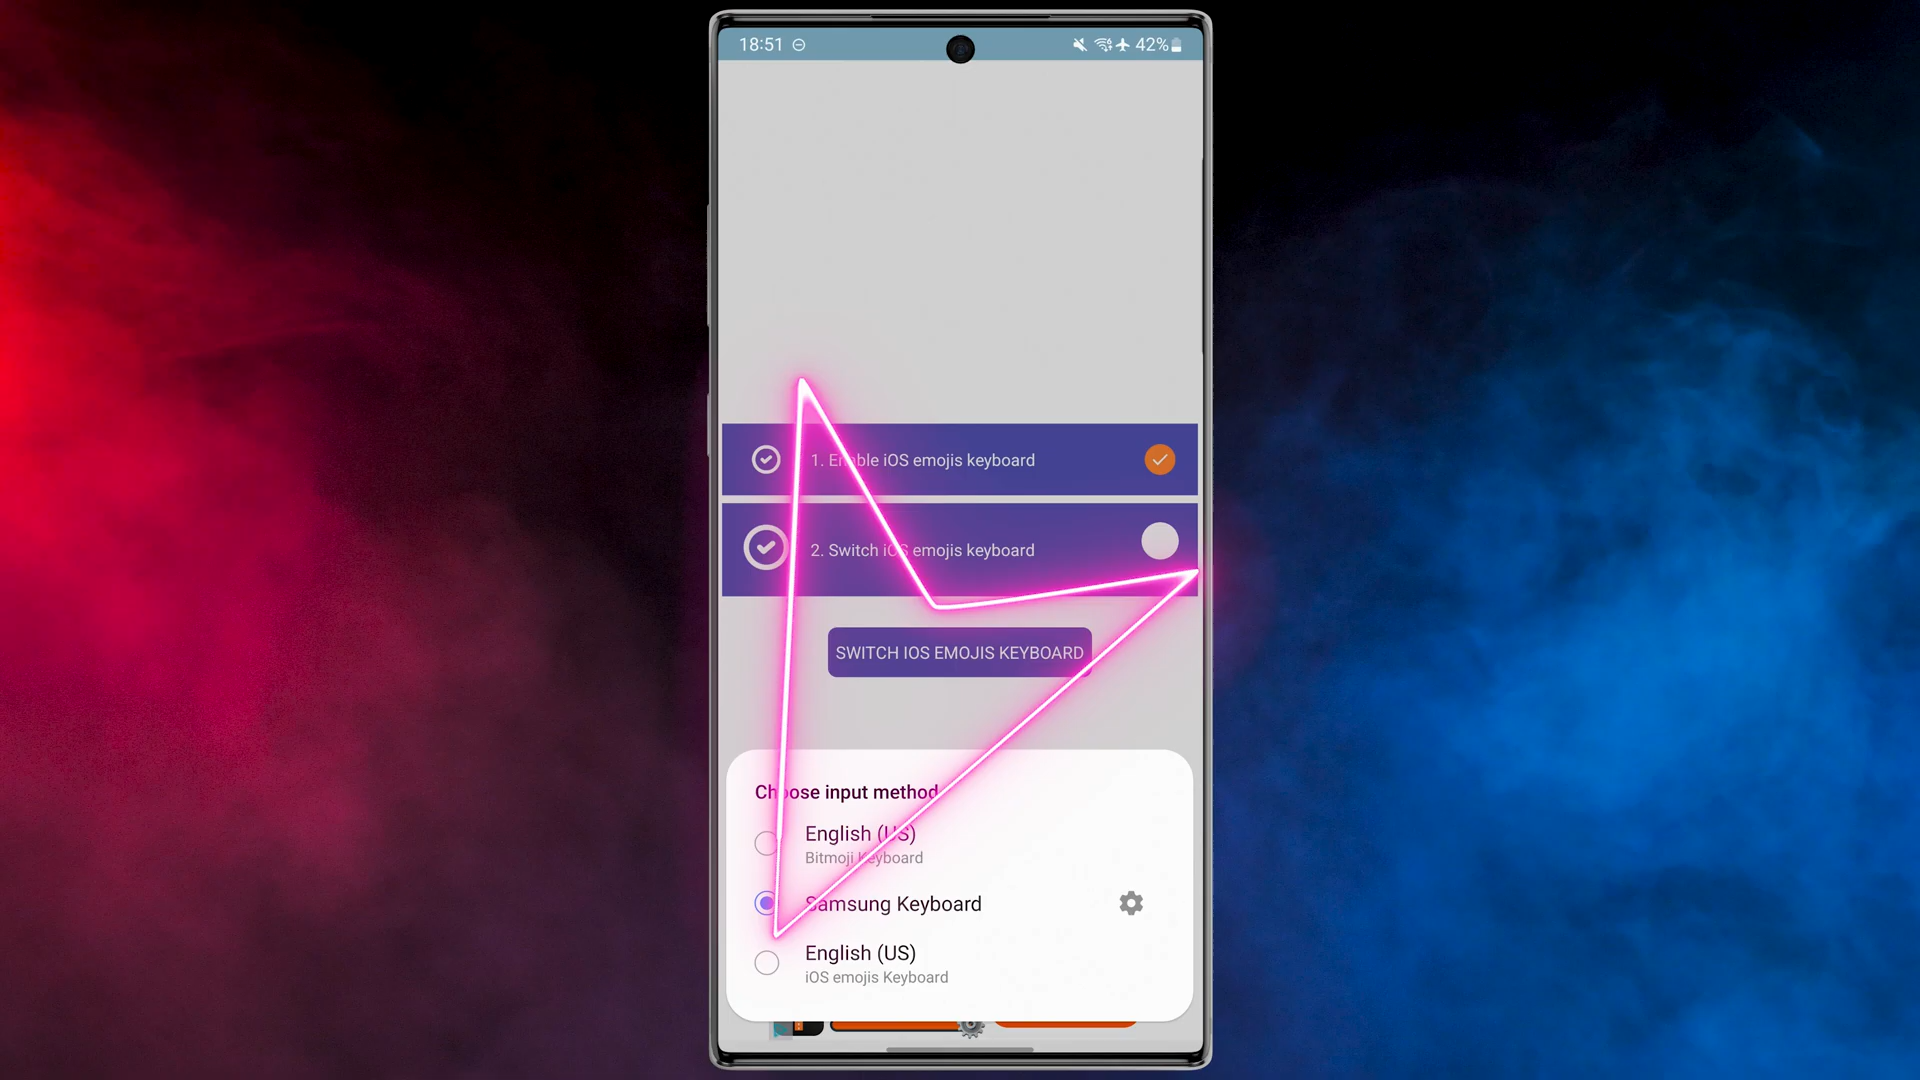 18:51
42%
1. Enable iOS emojis keyboard
2. Switch iOS emojis keyboard
SWITCH IOS EMOJIS KEYBOARD
Choose input method
English (US)
Bitmoji Keyboard
Samsung Keyboard
English (US)
iOS emojis Keyboard